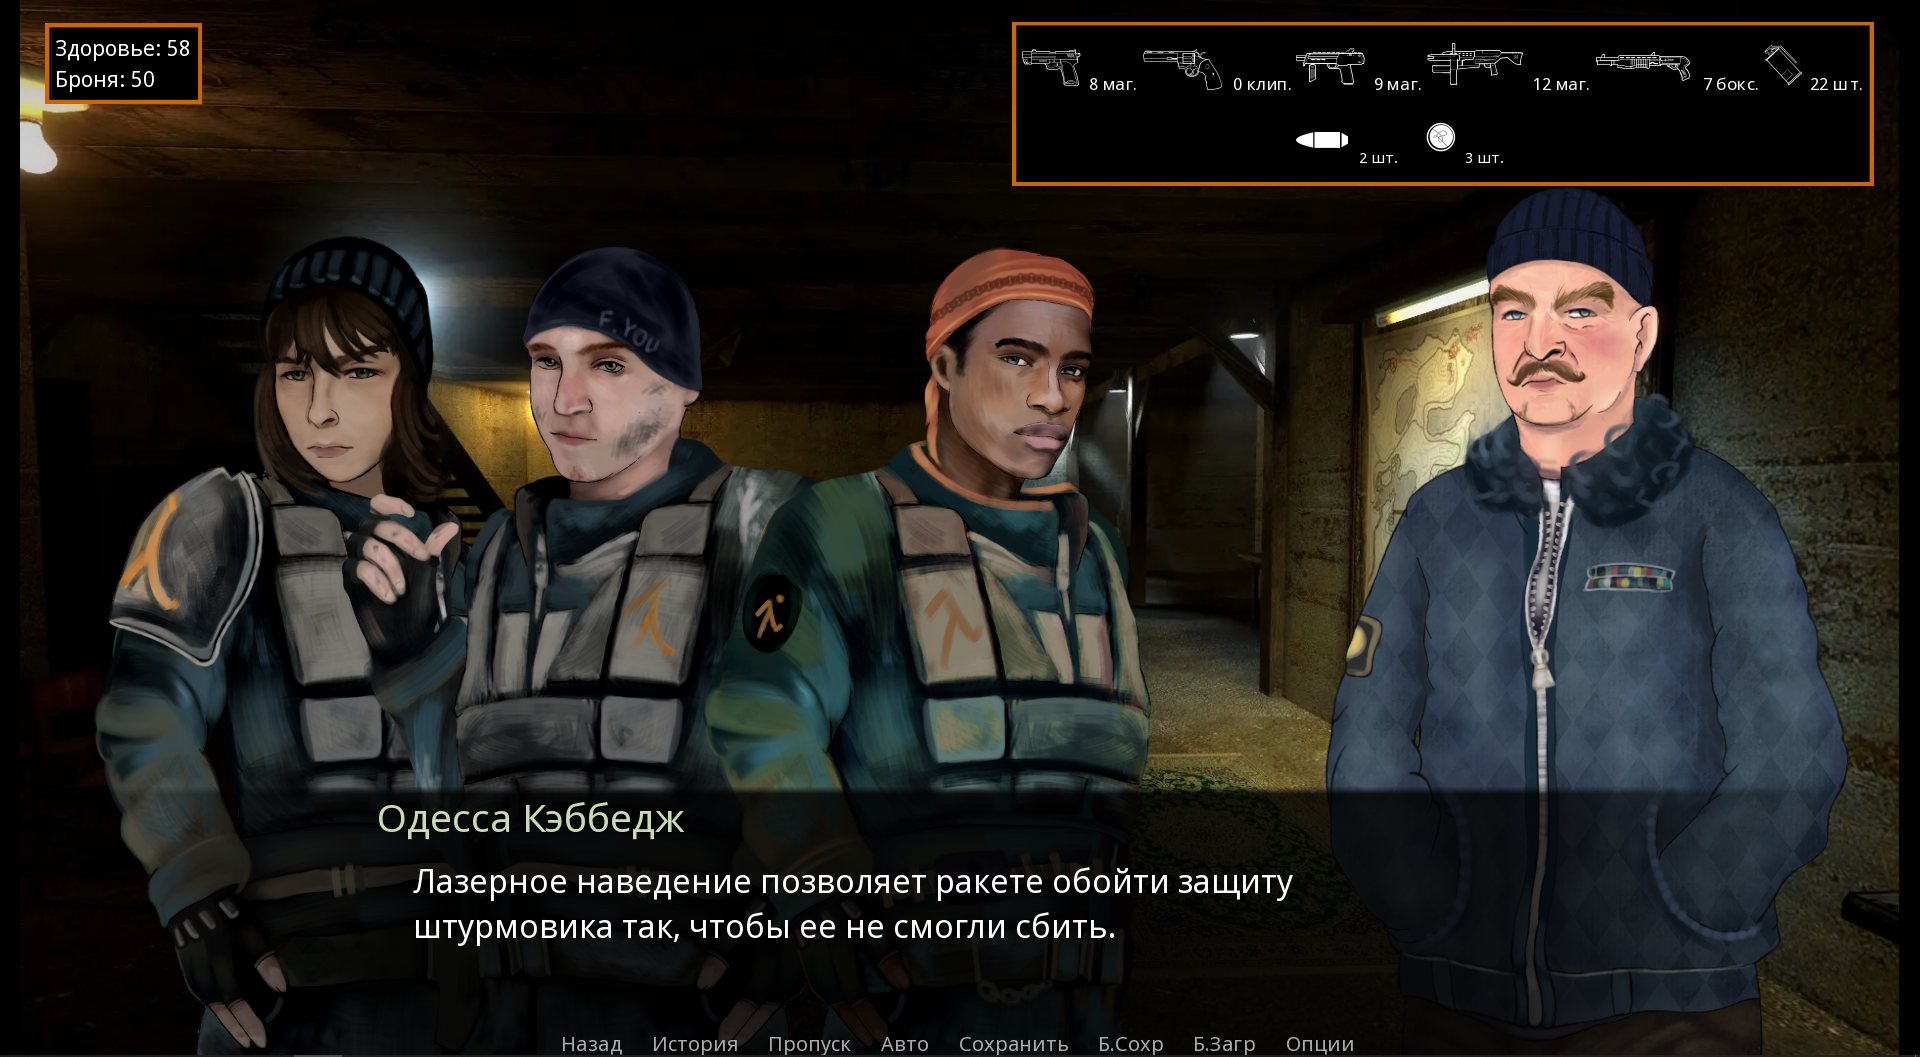 Здоровье: 58
Броня: 50
8 маг. 0 клип. 9 маг. 12 маг. 7 бокс. 22 шт.
2 шт. 3 шт.
F. YOU
Одесса Кэббедж
Лазерное наведение позволяет ракете обойти защиту
штурмовика так, чтобы ее не смогли сбить.
Назад История Пропуск Авто Сохранить Б.Сохр Б.Загр Опции